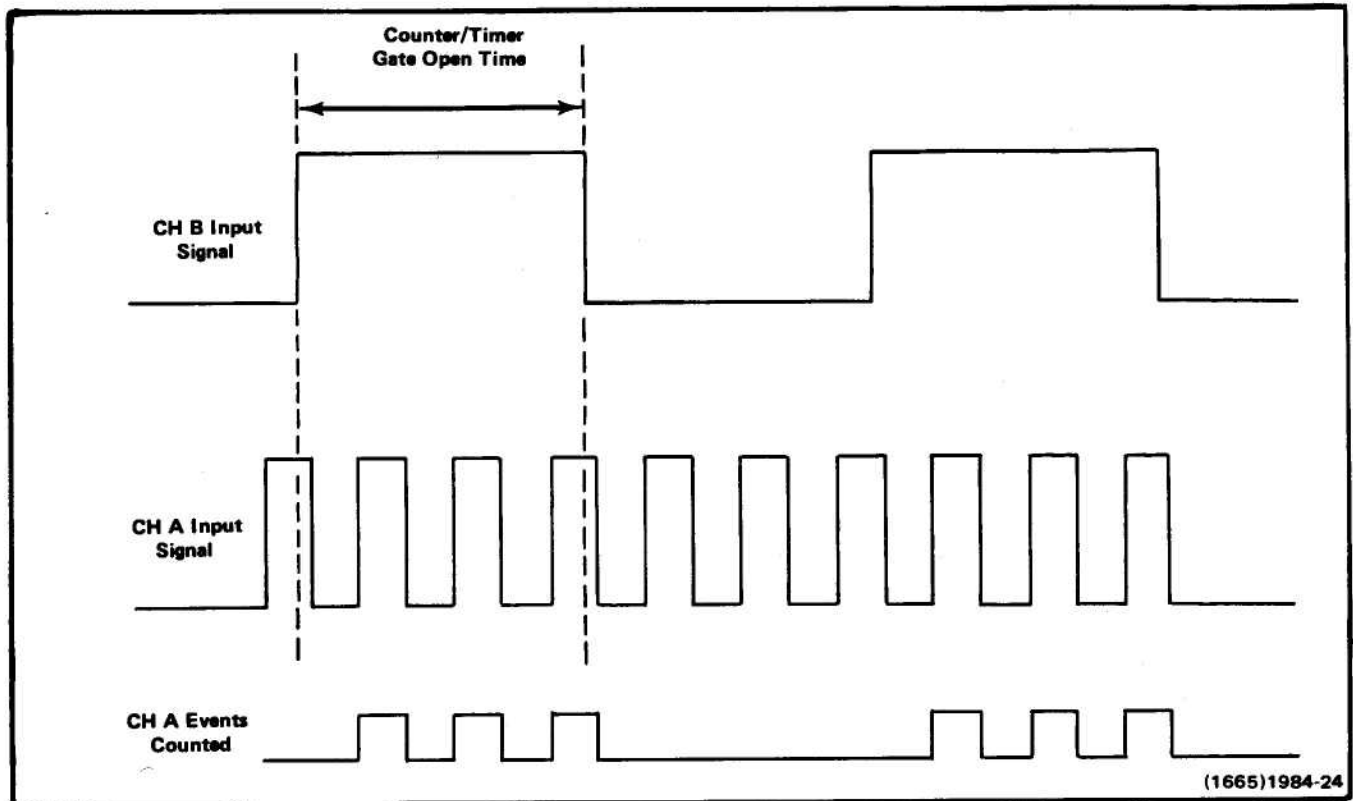 Counter/Timer
Gate Open Time
CH B Input
Signal
CH A Input
Signal
CH A Events
Counted
(1665)1984-24